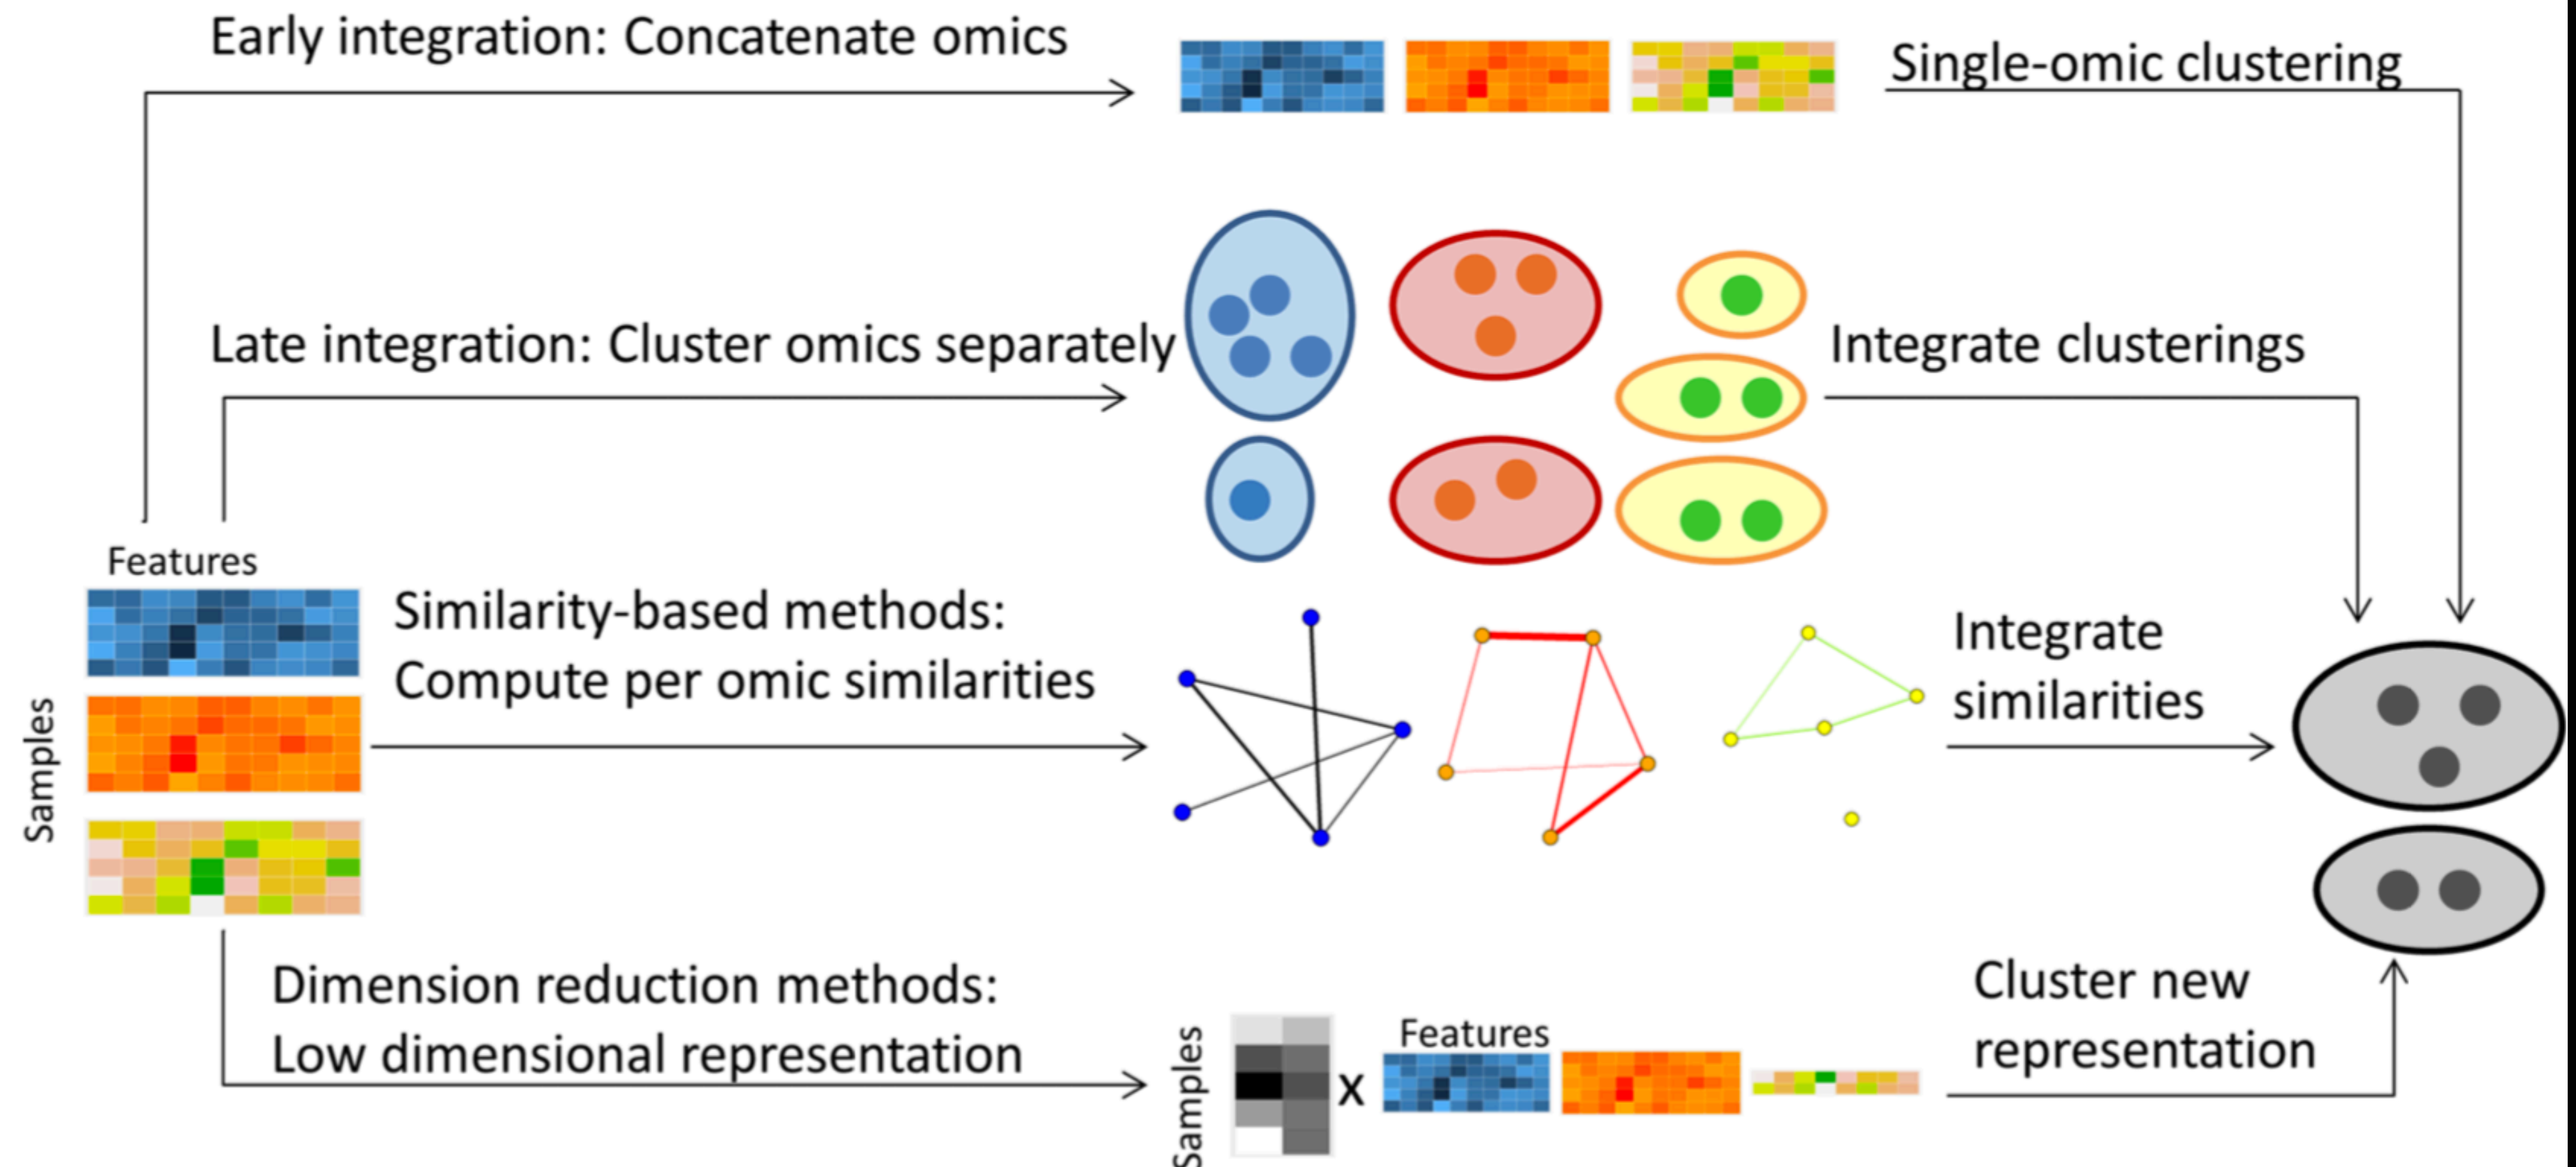 Early integration: Concatenate omics
Single-omic clustering
Late integration: Cluster omics separately
Integrate clusterings
Features
Samples
Similarity-based methods:
Compute per omic similarities
Integrate
similarities
Dimension reduction methods:
Low dimensional representation
Samples
X
Features
Cluster new
representation